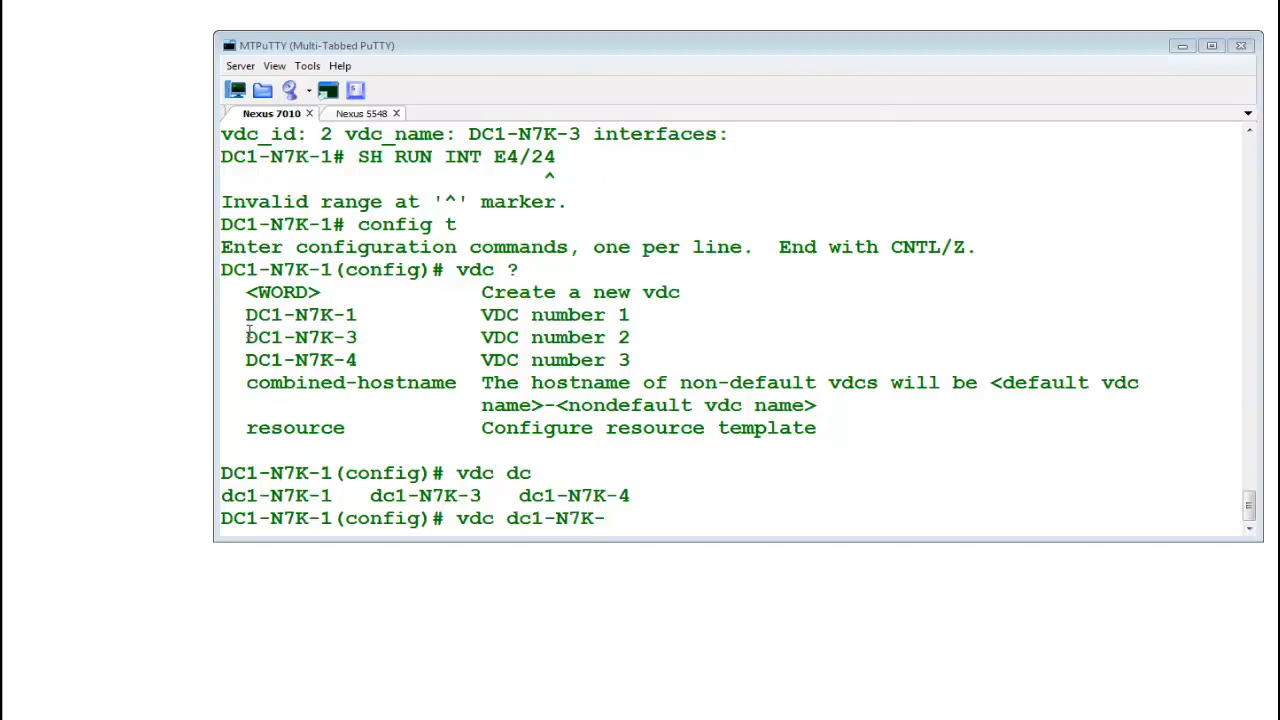 MTPuTTY (Multi-Tabbed PuTTY)
Server View Tools Help
Nexus 7010 X Nexus 5548 X
vdc_id: 2 vdc_name: DC1-N7K-3 interfaces:
DC1-N7K-1# SH RUN INT E4/24
^
Invalid range at '^' marker.
DC1-N7K-1# config t
Enter configuration commands, one per line. End with CNTL/Z.
DC1-N7K-1(config)# vdc ?
<WORD> Create a new vdc
DC1-N7K-1 VDC number 1
DC1-N7K-3 VDC number 2
DC1-N7K-4 VDC number 3
combined-hostname The hostname of non-default vdcs will be <default vdc
name>-<nondefault vdc name>
resource Configure resource template
DC1-N7K-1(config)# vdc dc
dc1-N7K-1 dc1-N7K-3 dc1-N7K-4
DC1-N7K-1(config)# vdc dc1-N7K-